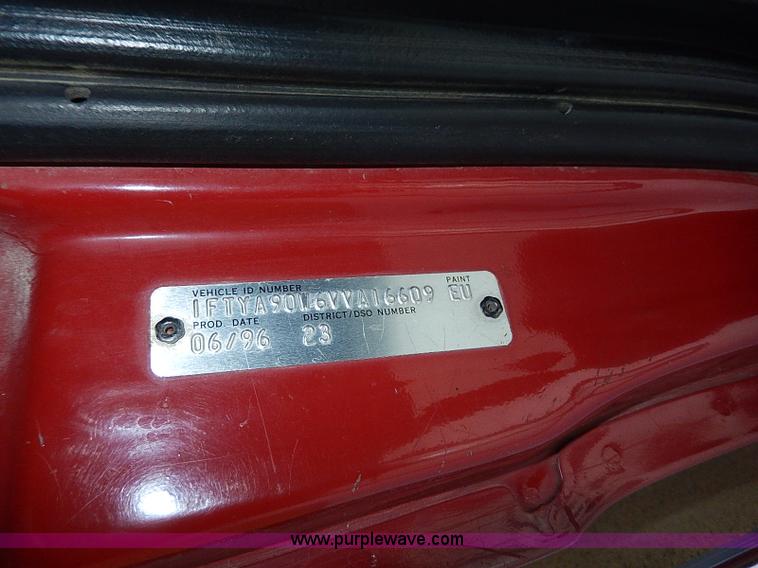 VEHICLE ID NUMBER PAINT
1FTYA90W6VVA16609 EU
PROD. DATE DISTRICT/DSO NUMBER
06/96 23
www.purplewave.com